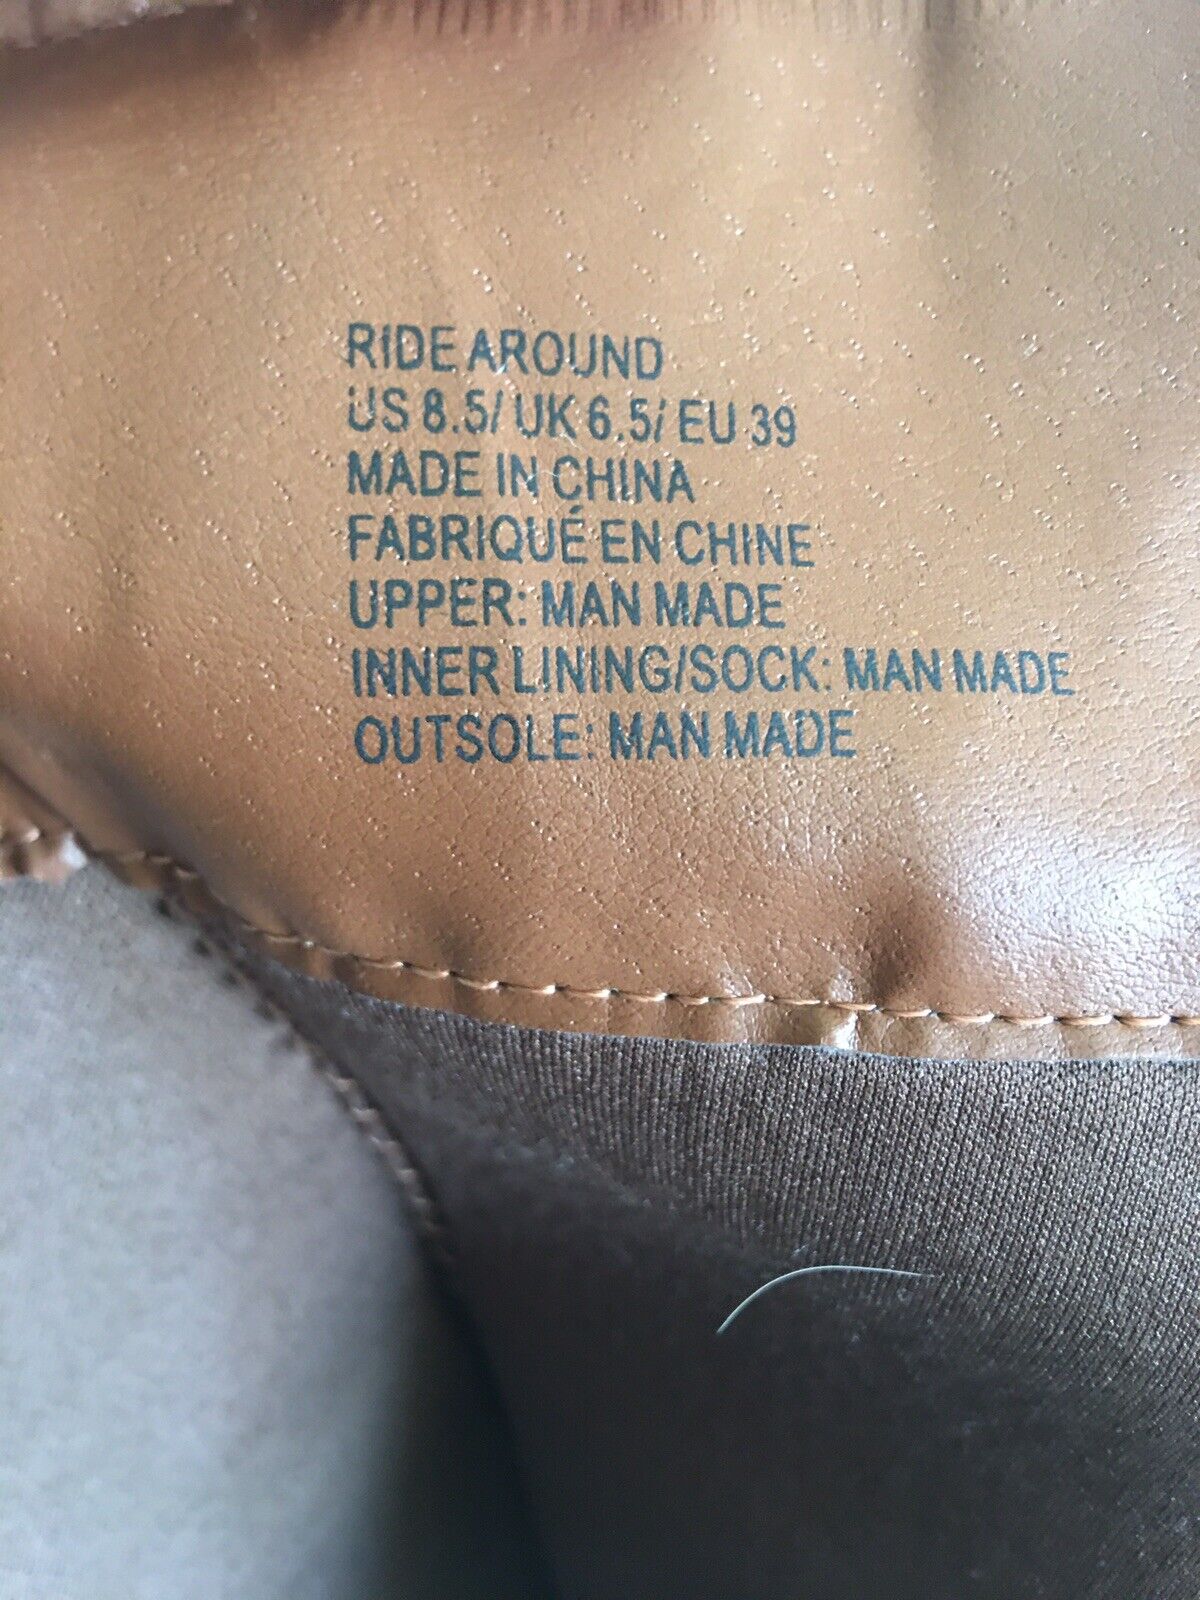 RIDE AROUND
US 8.5/ UK 6.5/ EU 39
MADE IN CHINA
FABRIQUÉ EN CHINE
UPPER: MAN MADE
INNER LINING/SOCK: MAN MADE
OUTSOLE: MAN MADE